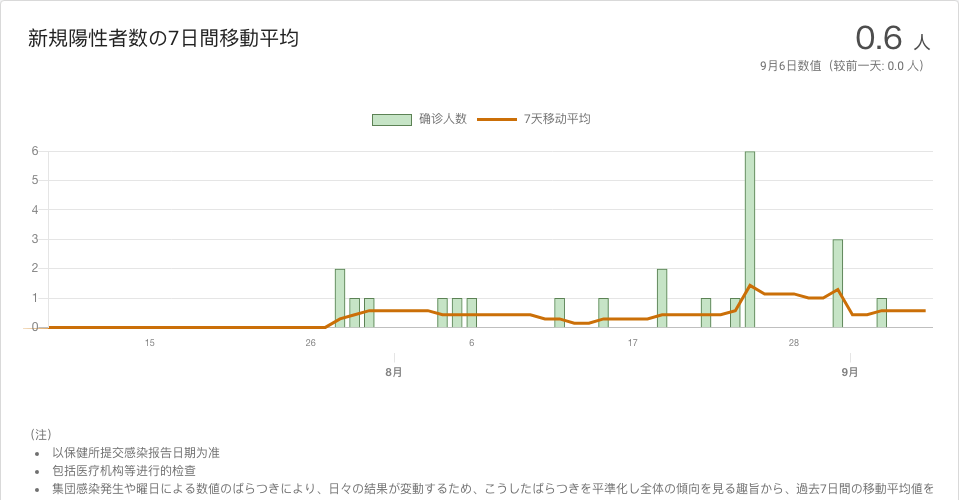 新規陽性者数の7日間移動平均
0.6 人
9月6日数值（较前一天: 0.0 人）
确诊人数 7天移动平均
6
5
4
3
2
1
0
15 26 6 17 28
8月 9月
（注）
• 以保健所提交感染报告日期为准
• 包括医疗机构等进行的检查
• 集団感染発生や曜日による数値のばらつきにより、日々の結果が変動するため、こうしたばらつきを平準化し全体の傾向を見る趣旨から、過去7日間の移動平均値を